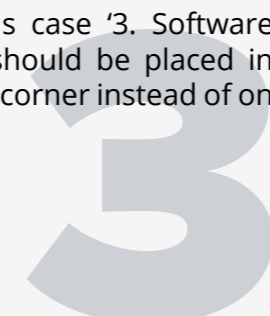 s case ‘3. Software
should be placed in
corner instead of on
3